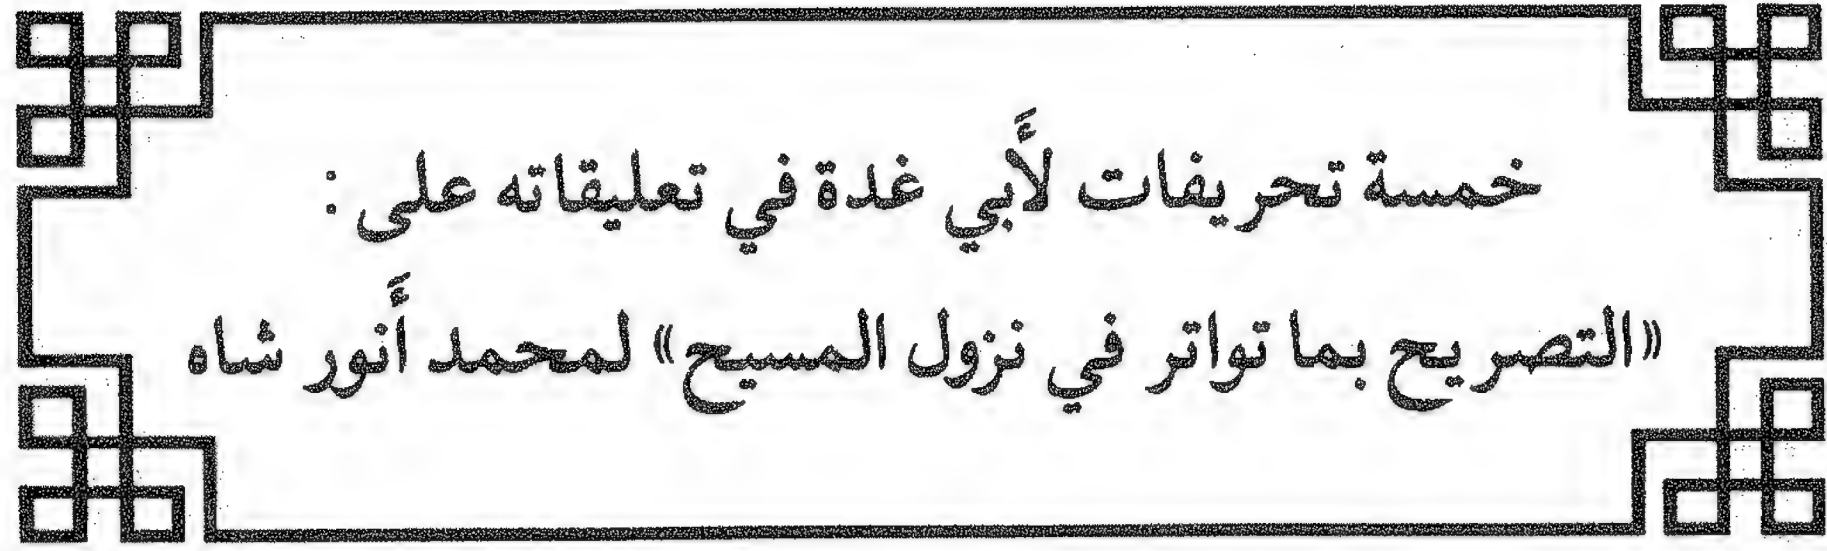 خمسة تحريفات لأَبي غدة في تعليقاته على :
«التصريح بما تواتر في نزول المسيح» لمحمد أَنور شاه